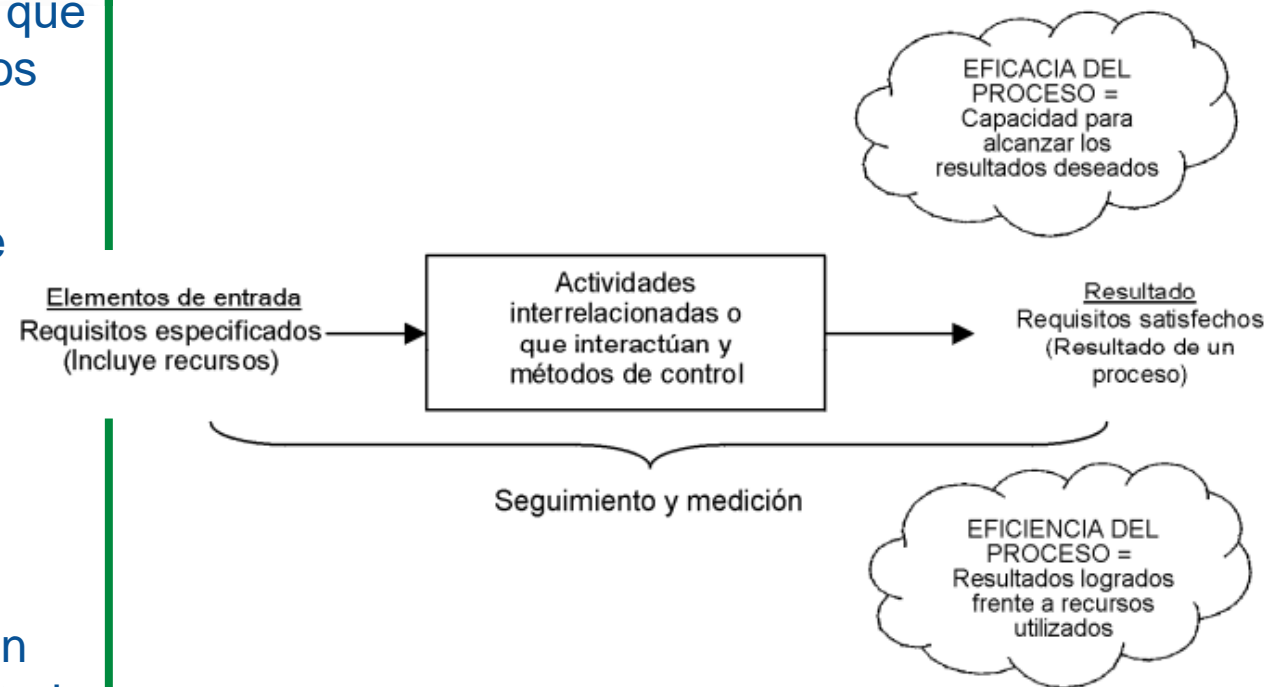 que
os
e
n
EFICACIA DEL
PROCESO =
Capacidad para
alcanzar los
resultados deseados
Elementos de entrada
Requisitos especificados
(Incluye recursos)
Actividades
interrelacionadas o
que interactúan y
métodos de control
Resultado
Requisitos satisfechos
(Resultado de un
proceso)
Seguimiento y medición
EFICIENCIA DEL
PROCESO =
Resultados logrados
frente a recursos
utilizados